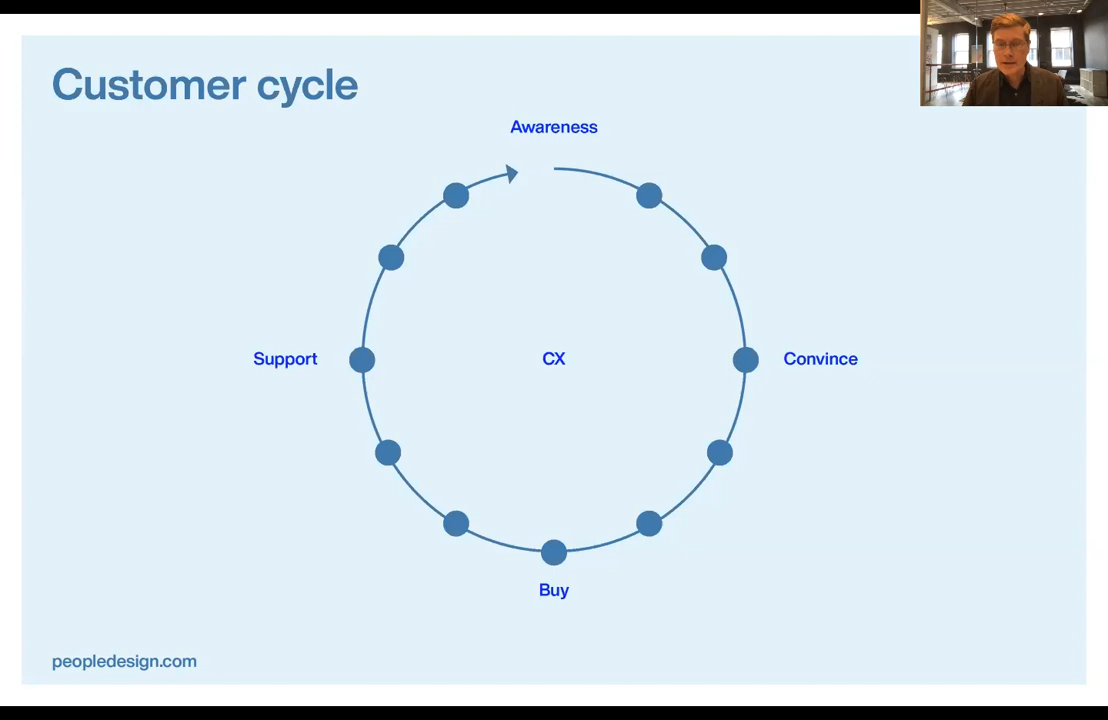 Customer cycle
Awareness
Support
CX
Convince
Buy
peopledesign.com